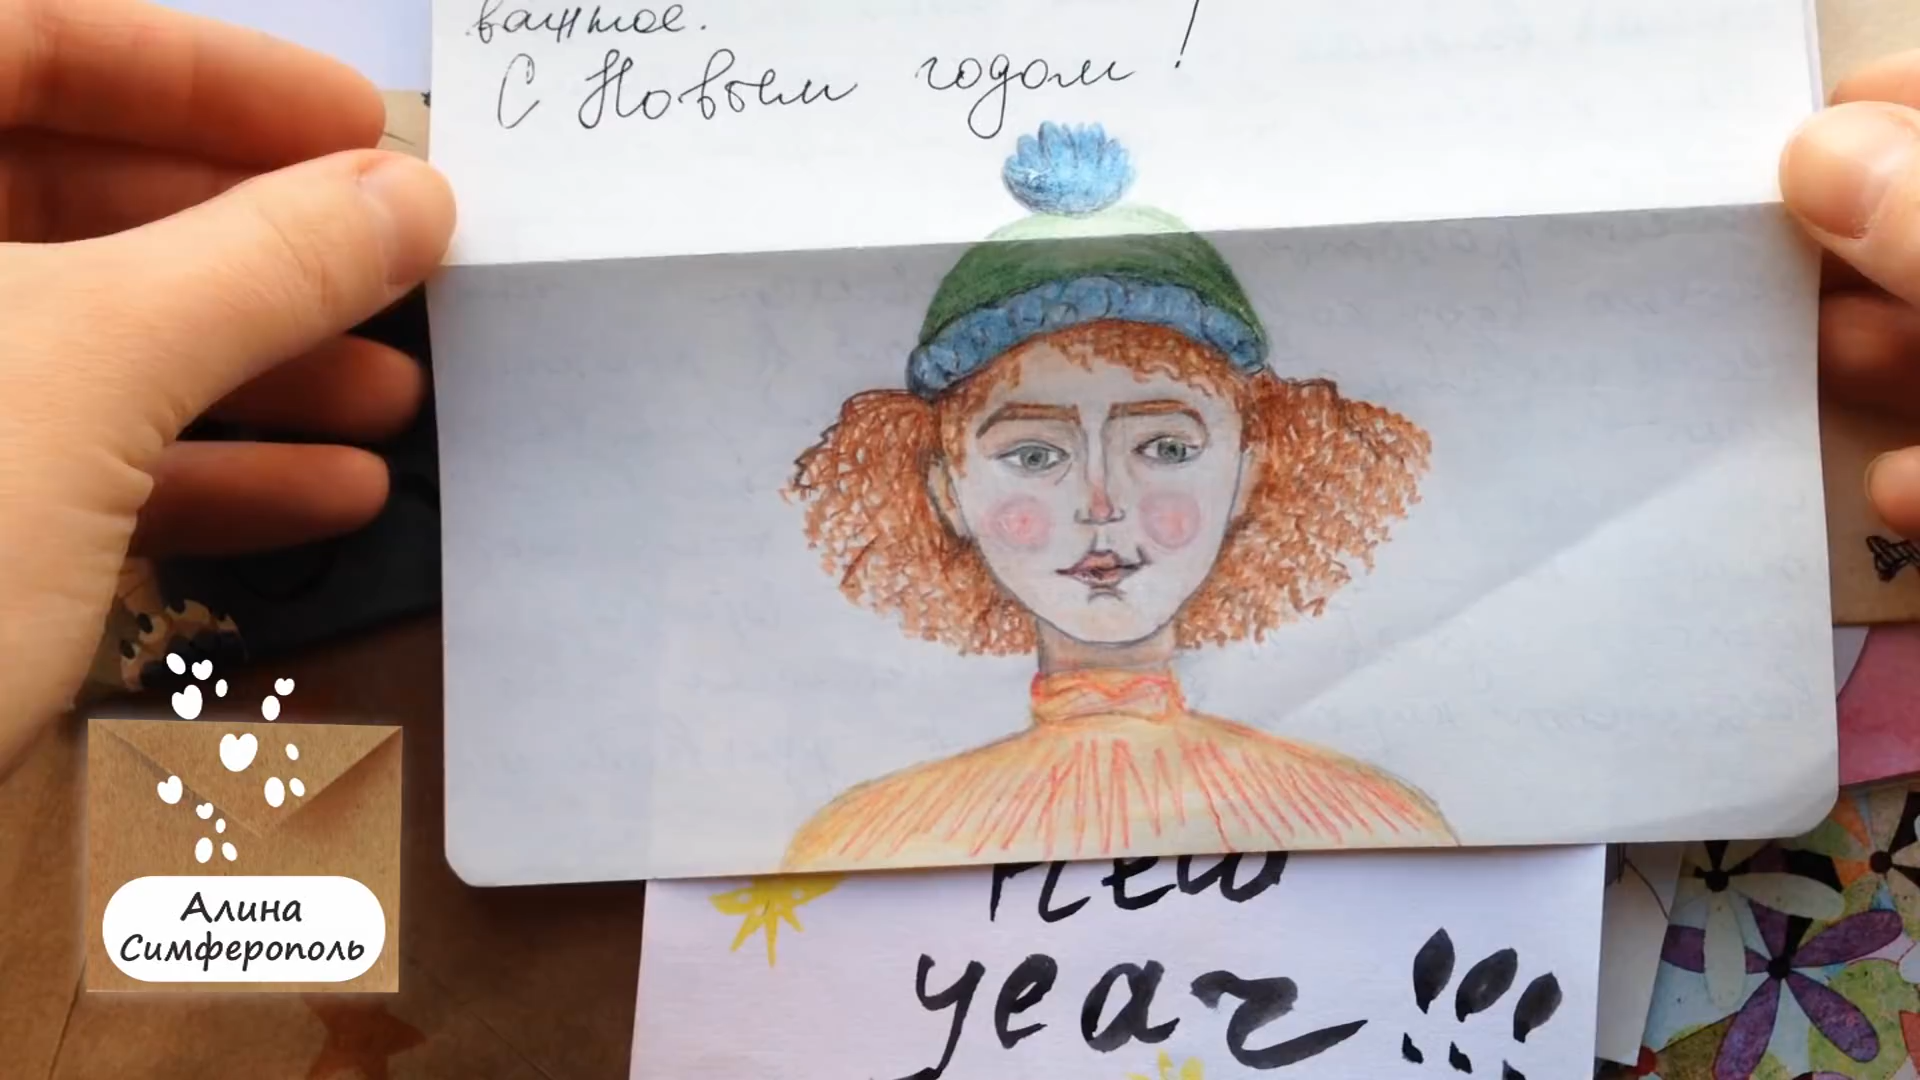 важное.
С Новым годом!
New
year!!!
Алина
Симферополь